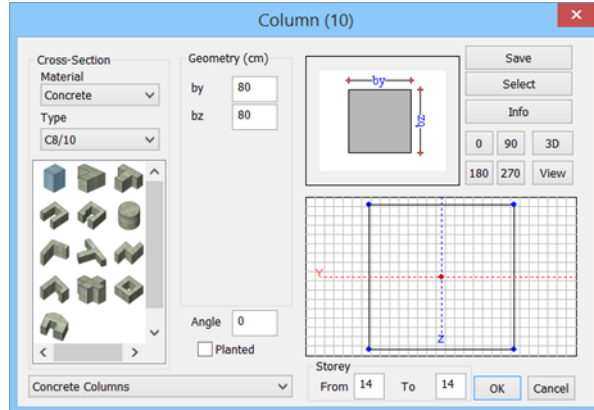 Column (10)
Cross-Section
Material
Concrete
Type
C8/10
Geometry (cm)
by 80
bz 80
Angle 0
Planted
by
bz
Save
Select
Info
0 90 3D
180 270 View
Y
Z
Concrete Columns
Storey
From 14 To 14
OK Cancel